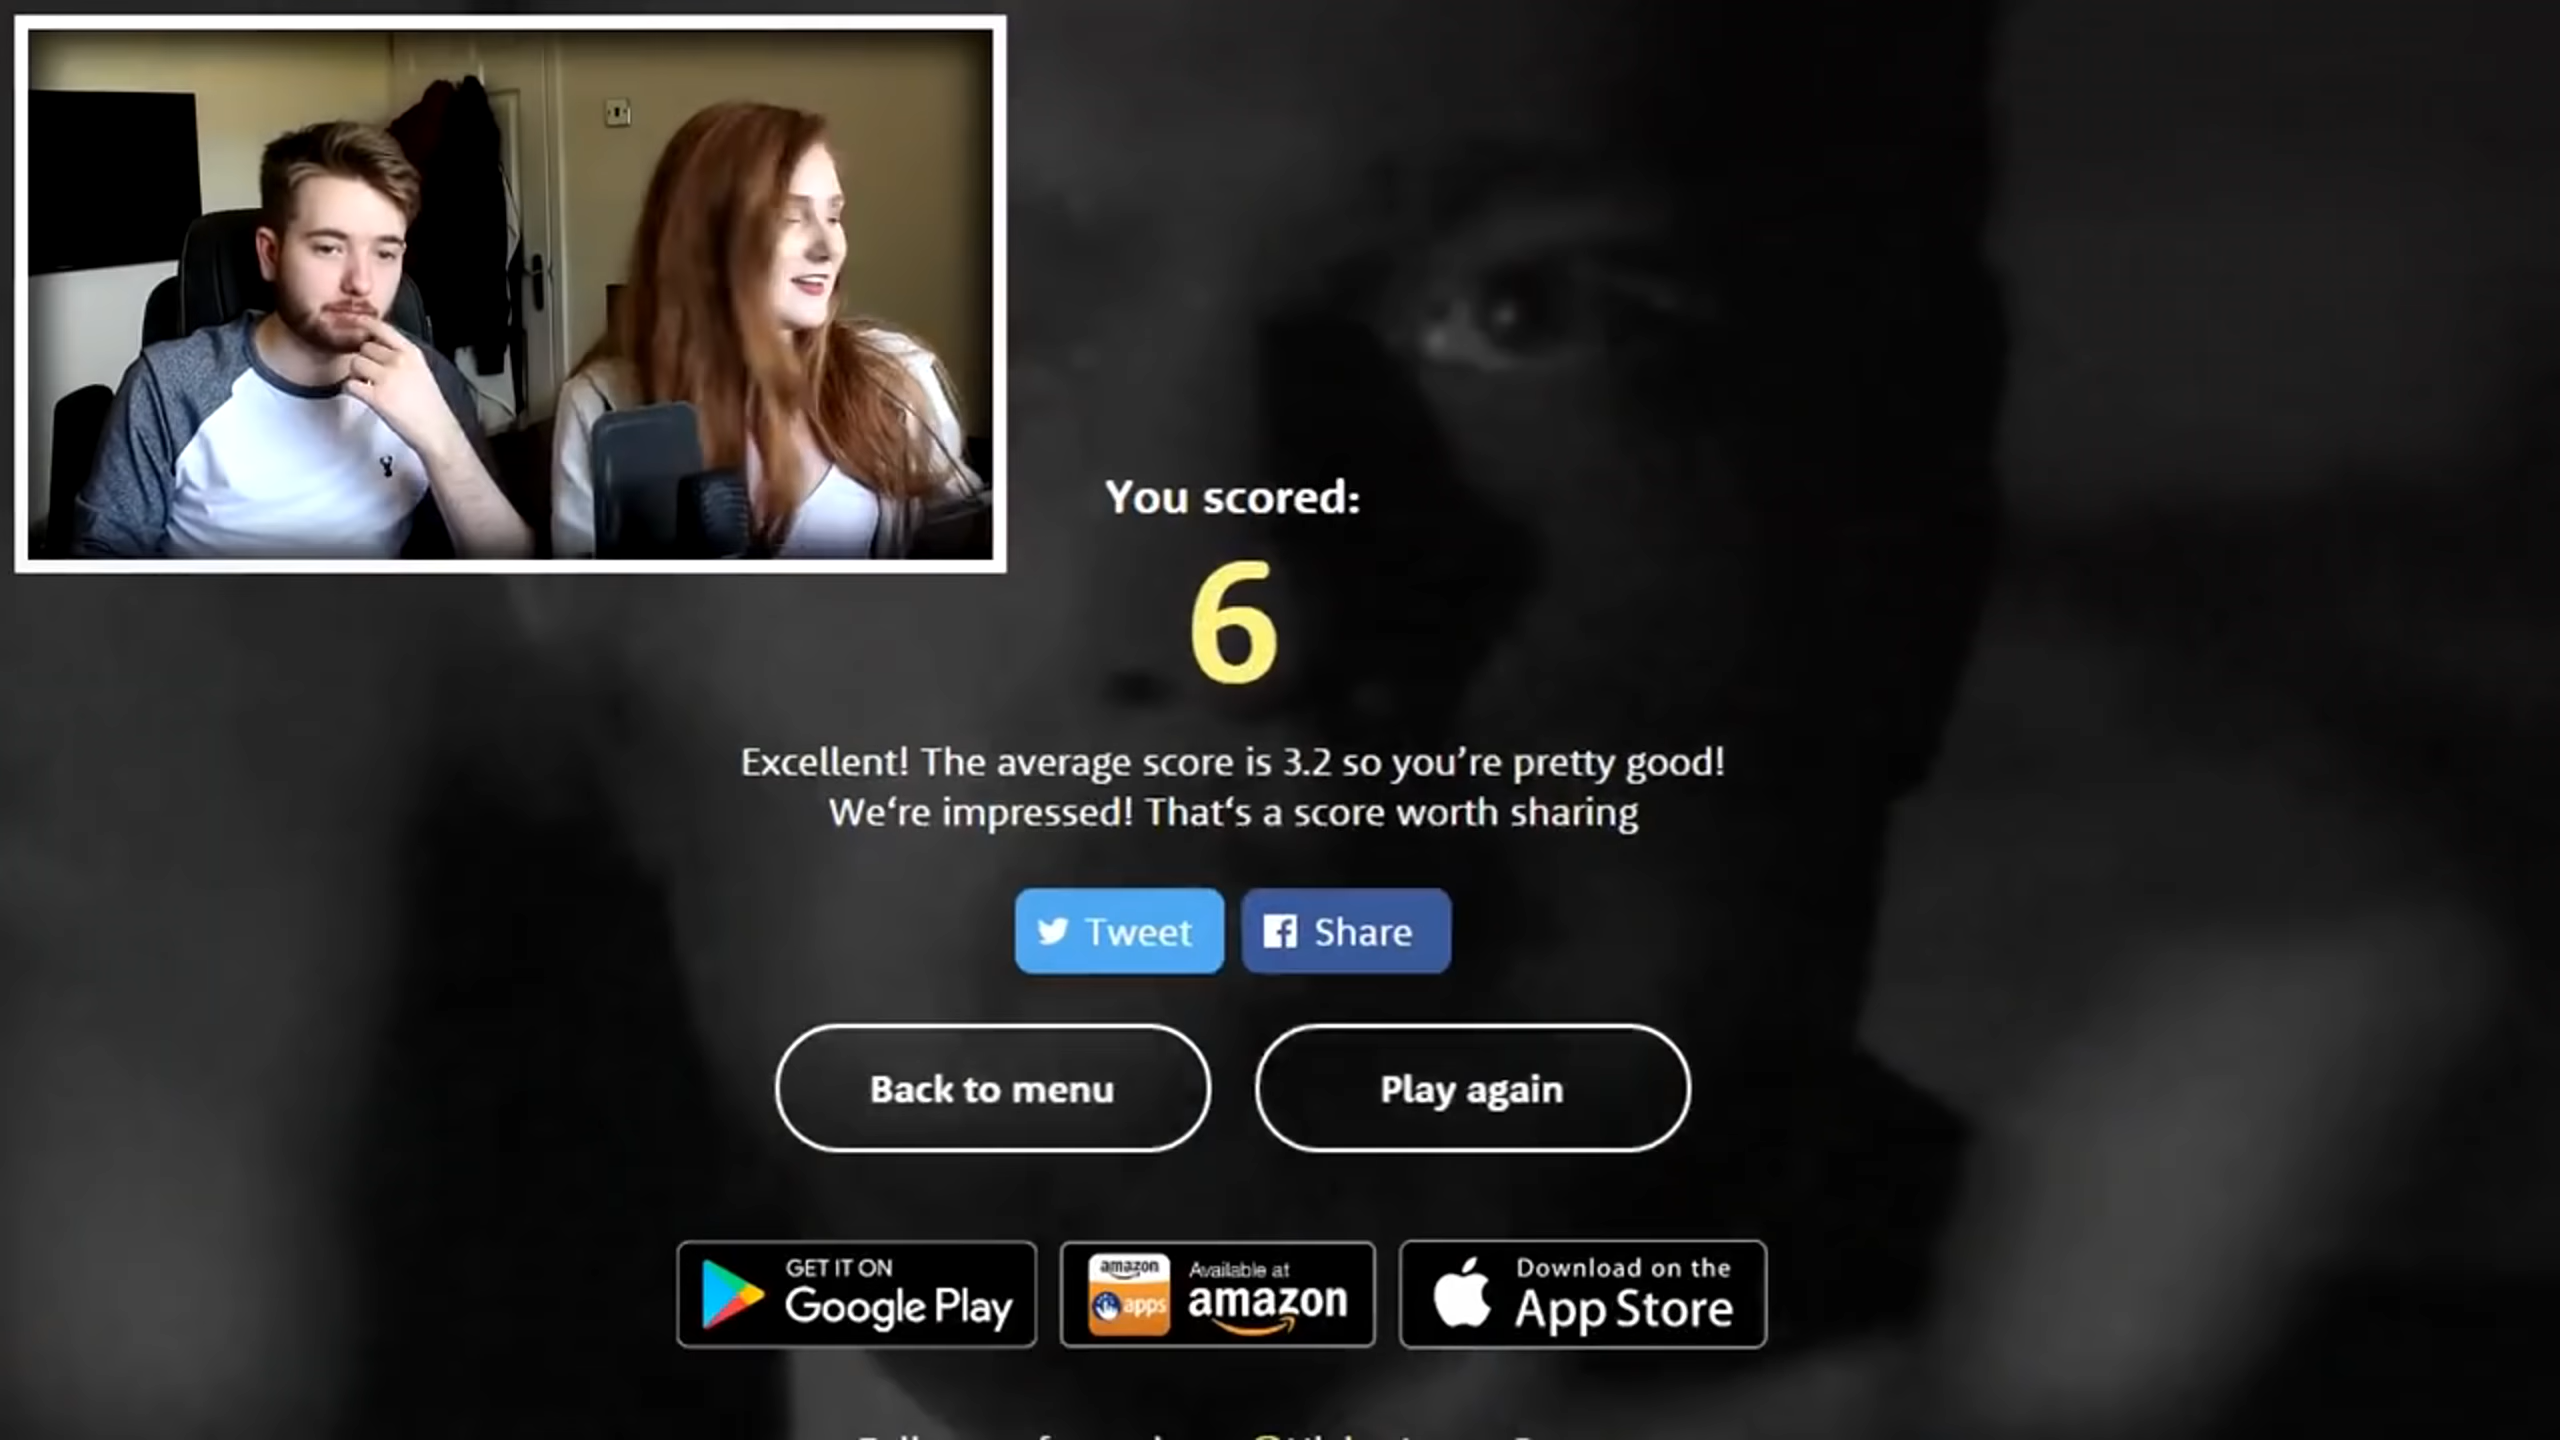 You scored:
6
Excellent! The average score is 3.2 so you’re pretty good!
We‘re impressed! That‘s a score worth sharing
Tweet
Share
Back to menu
Play again
GET IT ON
Google Play
amazon
apps
Available at
amazon
Download on the
App Store